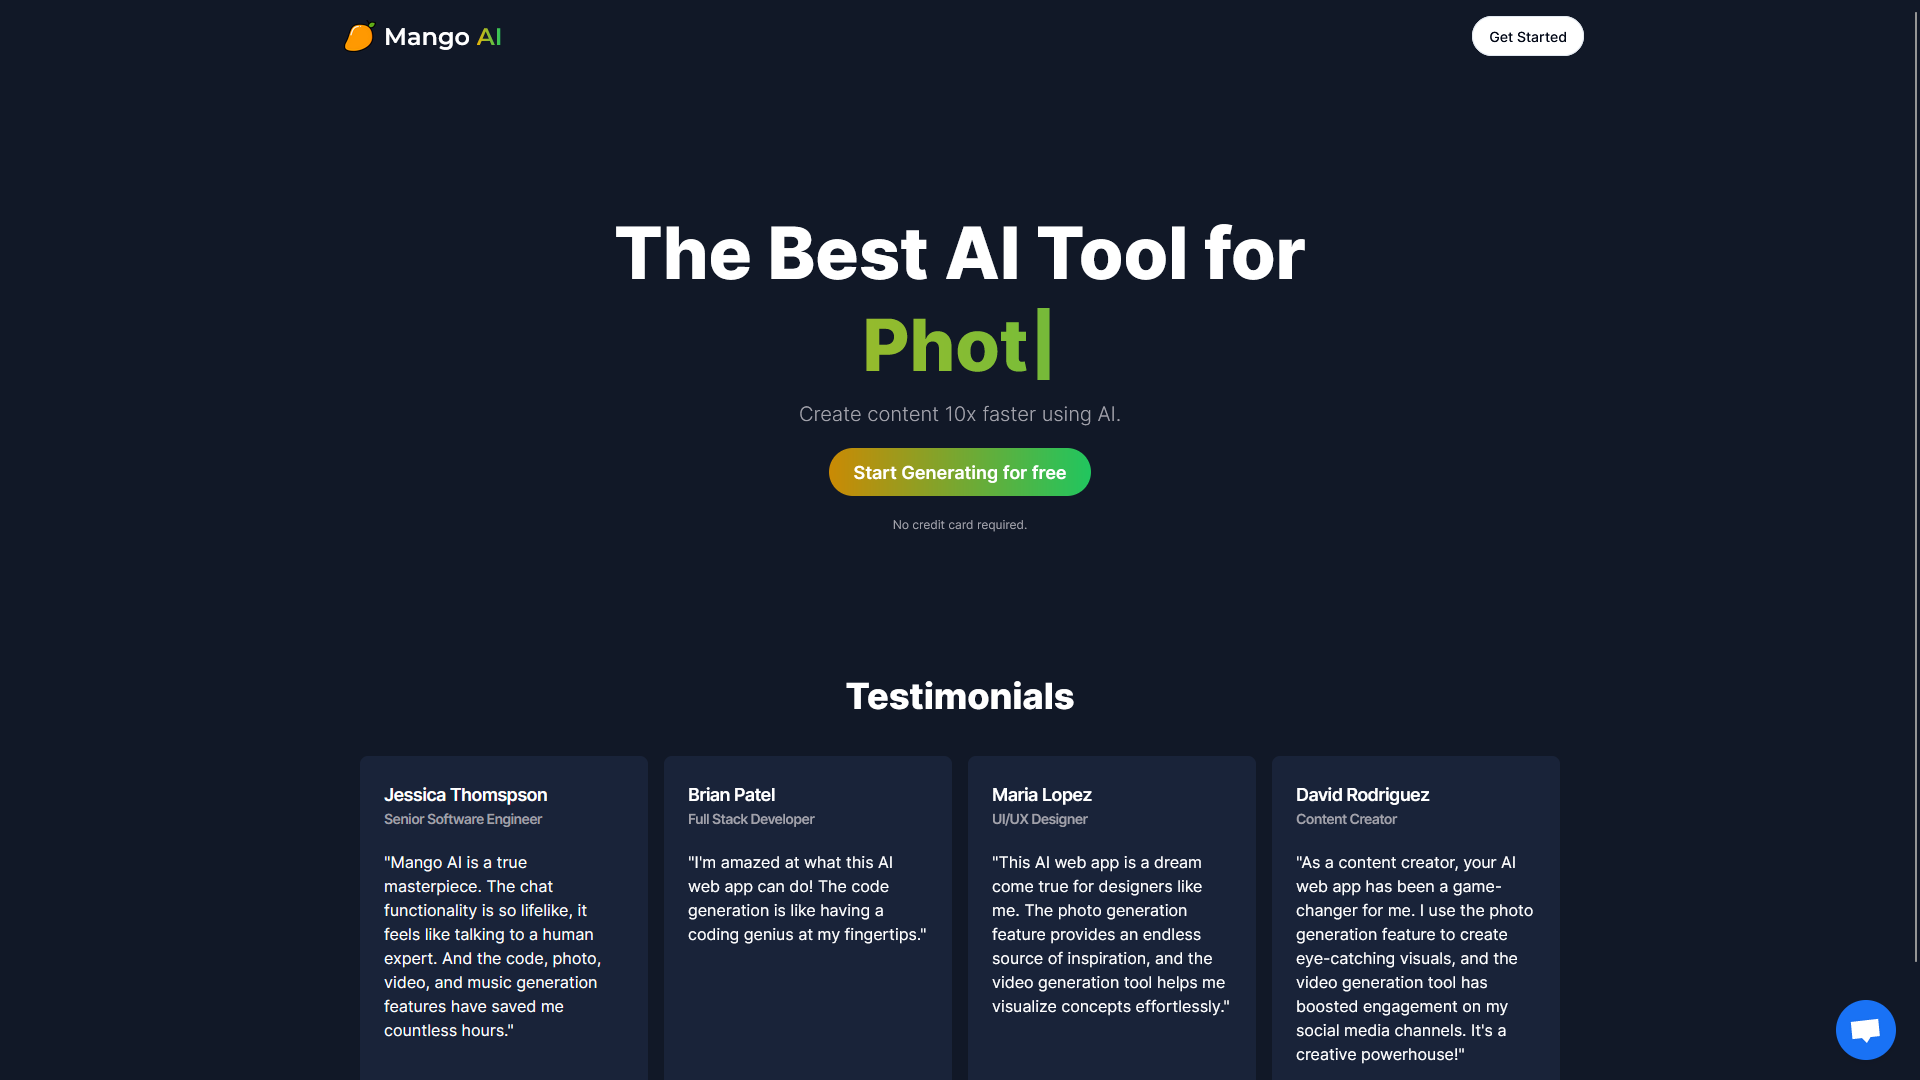 Mango AI
Get Started
The Best AI Tool for
Phot|
Create content 10x faster using AI.
Start Generating for free
No credit card required.
Testimonials
Jessica Thomspson
Senior Software Engineer
"Mango AI is a true
masterpiece. The chat
functionality is so lifelike, it
feels like talking to a human
expert. And the code, photo,
video, and music generation
features have saved me
countless hours."
Brian Patel
Full Stack Developer
"I'm amazed at what this AI
web app can do! The code
generation is like having a
coding genius at my fingertips."
Maria Lopez
UI/UX Designer
"This AI web app is a dream
come true for designers like
me. The photo generation
feature provides an endless
source of inspiration, and the
video generation tool helps me
visualize concepts effortlessly."
David Rodriguez
Content Creator
"As a content creator, your AI
web app has been a game-
changer for me. I use the photo
generation feature to create
eye-catching visuals, and the
video generation tool has
boosted engagement on my
social media channels. It's a
creative powerhouse!"